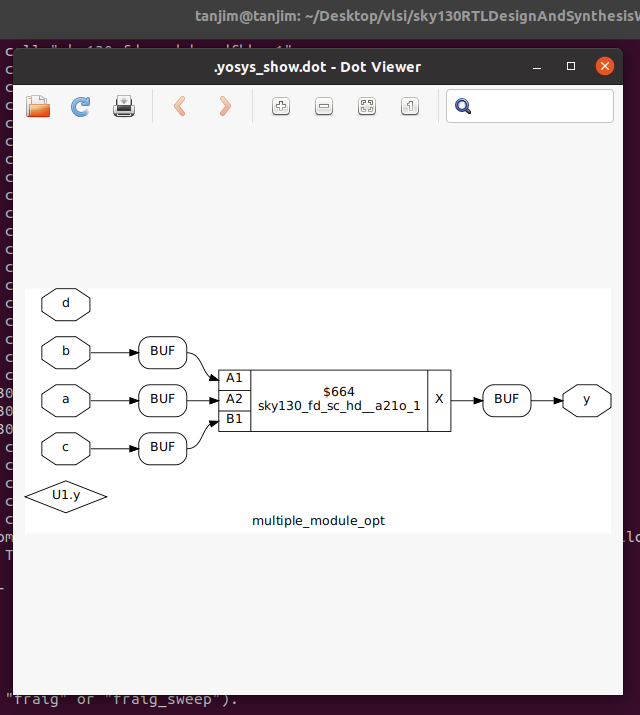 tanjim@tanjim: ~/Desktop/vlsi/sky130RTLDesignAndSynthesisW
.yosys_show.dot - Dot Viewer
d
b
BUF
A1
$664
a
BUF
A2
sky130_fd_sc_hd__a21o_1
X
BUF
y
B1
c
BUF
U1.y
multiple_module_opt
"fraig" or "fraig_sweep").